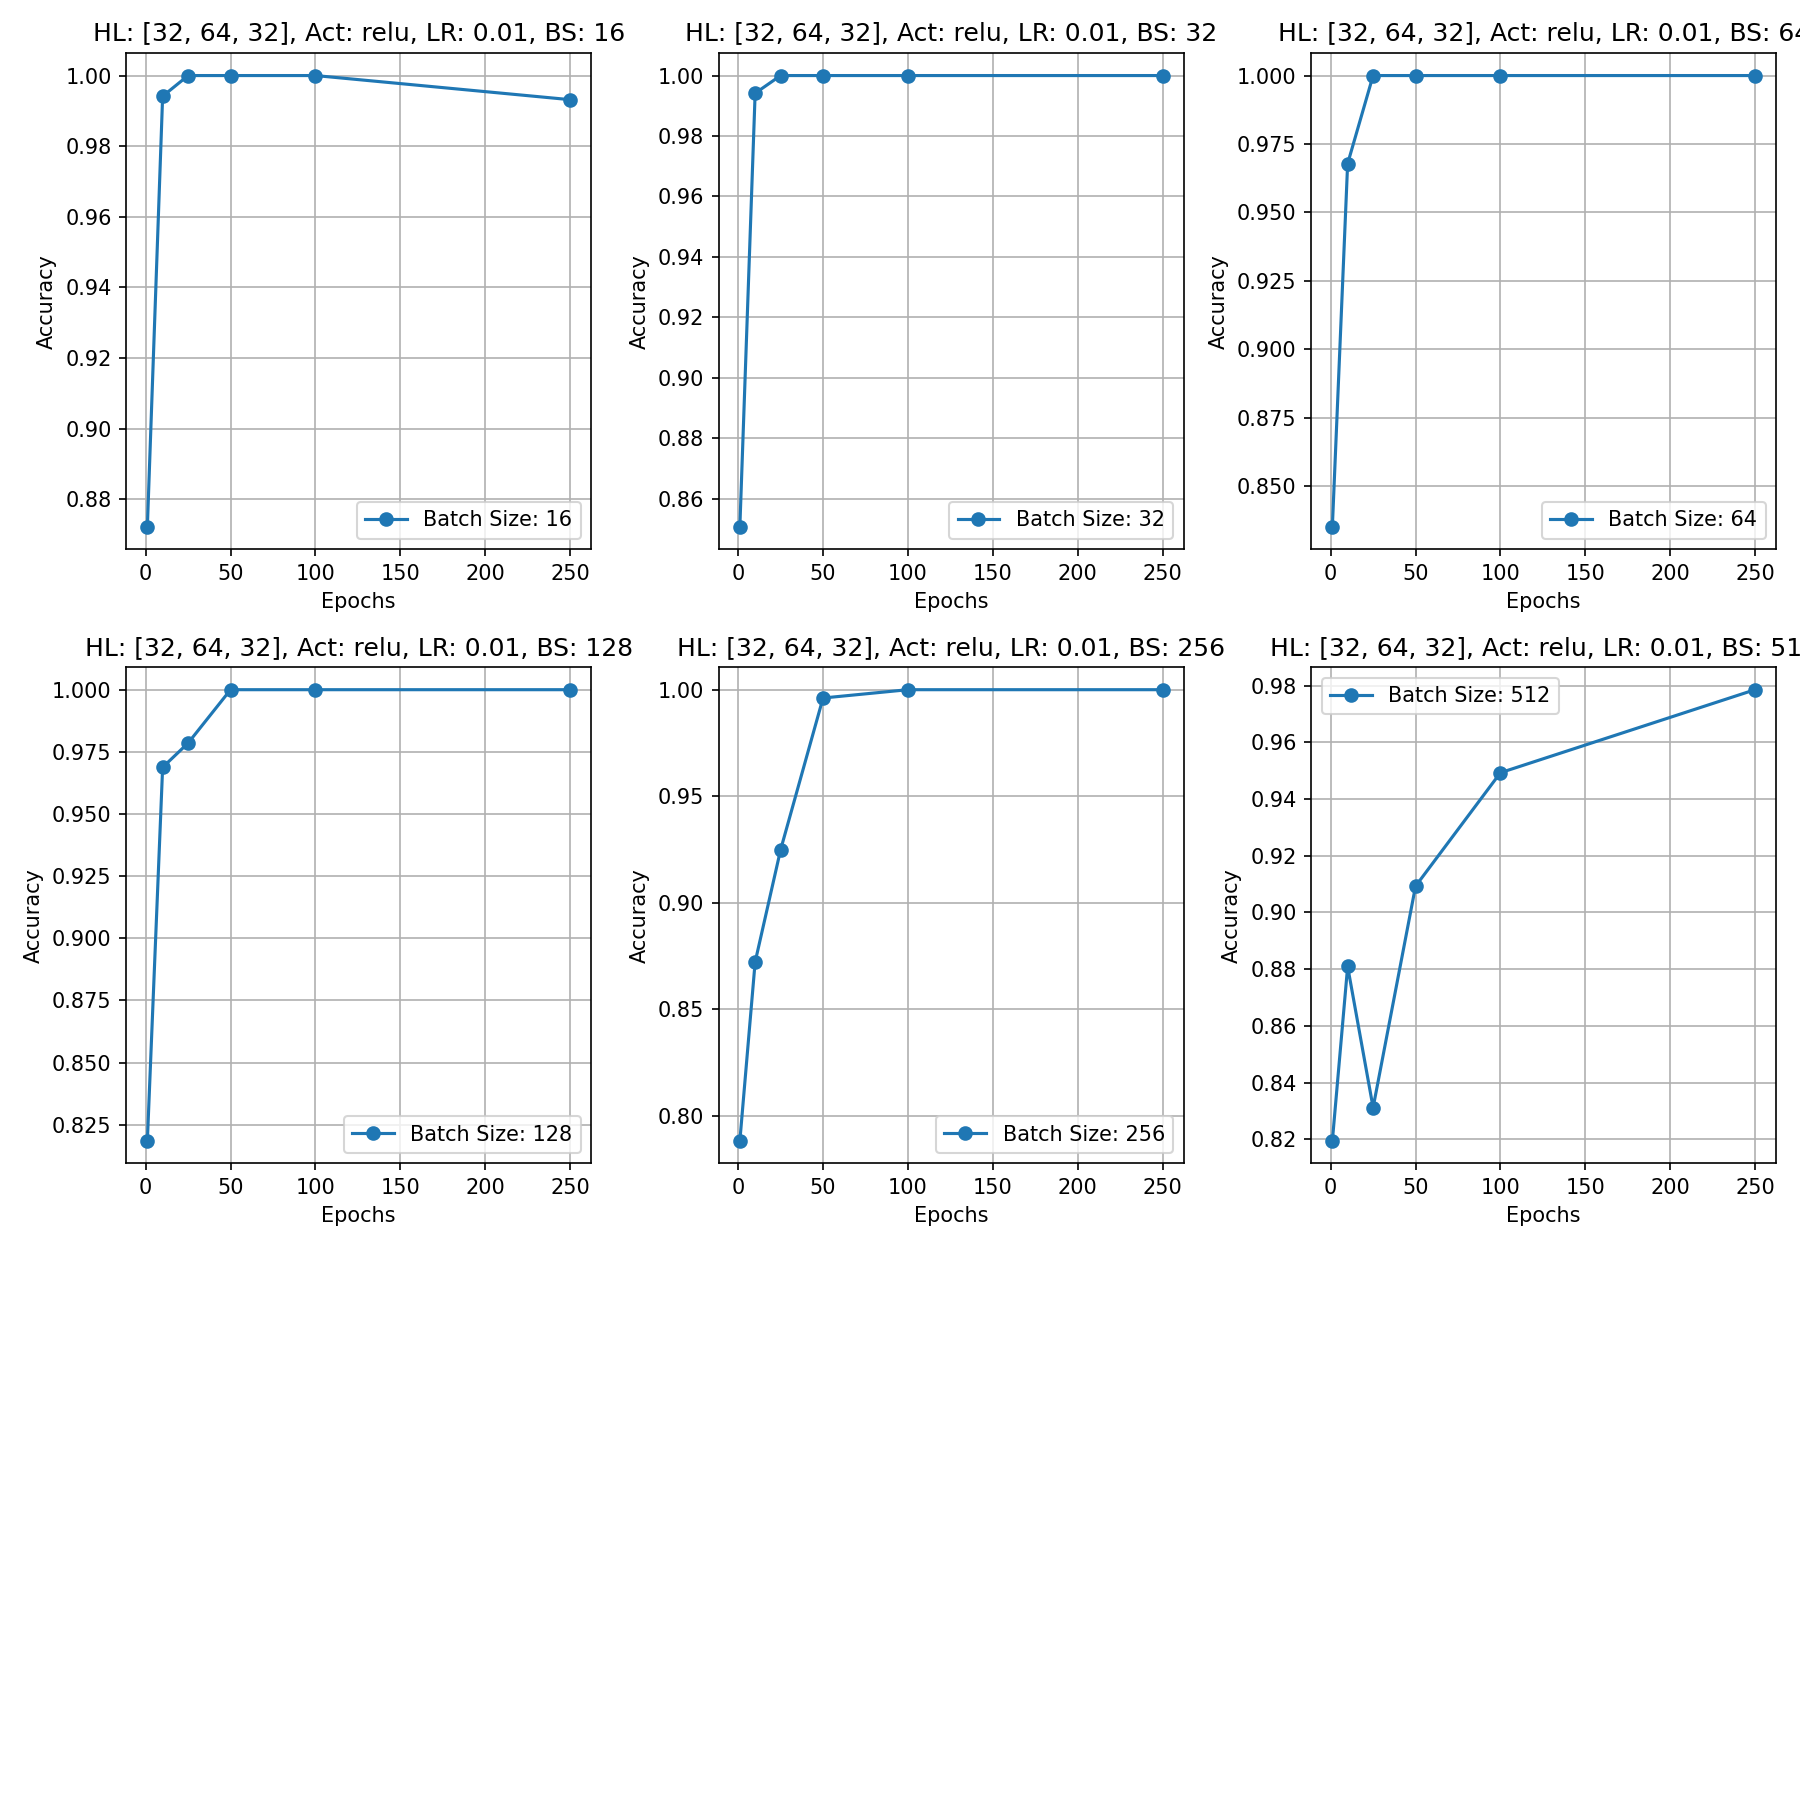 HL: [32, 64, 32], Act: relu, LR: 0.01, BS: 16
1.00
0.98
0.96
0.94
0.92
0.90
0.88
Accuracy
Batch Size: 16
0 50 100 150 200 250
Epochs
HL: [32, 64, 32], Act: relu, LR: 0.01, BS: 32
1.00
0.98
0.96
0.94
0.92
0.90
0.88
0.86
Accuracy
Batch Size: 32
0 50 100 150 200 250
Epochs
HL: [32, 64, 32], Act: relu, LR: 0.01, BS: 64
1.000
0.975
0.950
0.925
0.900
0.875
0.850
Accuracy
Batch Size: 64
0 50 100 150 200 250
Epochs
HL: [32, 64, 32], Act: relu, LR: 0.01, BS: 128
1.000
0.975
0.950
0.925
0.900
0.875
0.850
0.825
Accuracy
Batch Size: 128
0 50 100 150 200 250
Epochs
HL: [32, 64, 32], Act: relu, LR: 0.01, BS: 256
1.00
0.95
0.90
0.85
0.80
Accuracy
Batch Size: 256
0 50 100 150 200 250
Epochs
HL: [32, 64, 32], Act: relu, LR: 0.01, BS: 51
0.98
0.96
0.94
0.92
0.90
0.88
0.86
0.84
0.82
Accuracy
Batch Size: 512
0 50 100 150 200 250
Epochs